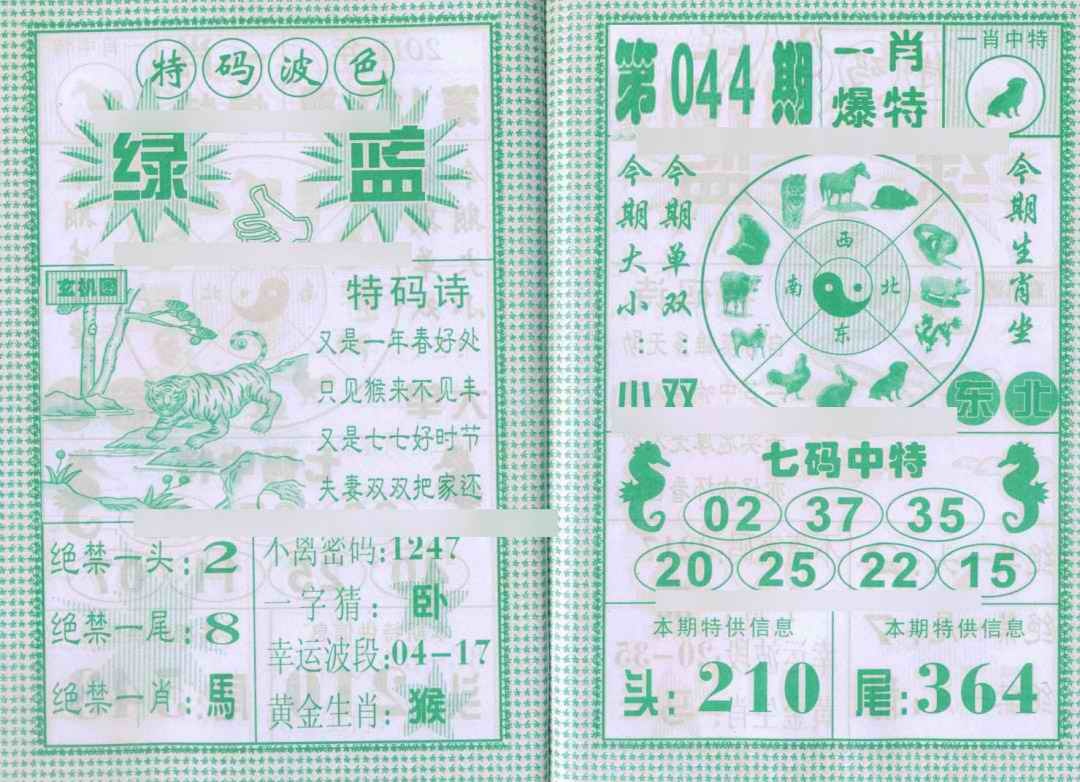 特码波色
绿 蓝
玄机图
特码诗
又是一年春好处
只见猴来不见丰
又是七七好时节
夫妻双双把家还
绝禁一头:2
绝禁一尾:8
绝禁一肖:馬
不离密码:1247
一字猜:卧
幸运波段:04-17
黄金生肖:猴
第044期
一肖
爆特
一肖中特
今期大小:小
今期单双:双
西
南 北
东
今期生肖坐
东北
七码中特
02 37 35
20 25 22 15
本期特供信息
头:210
本期特供信息
尾:364